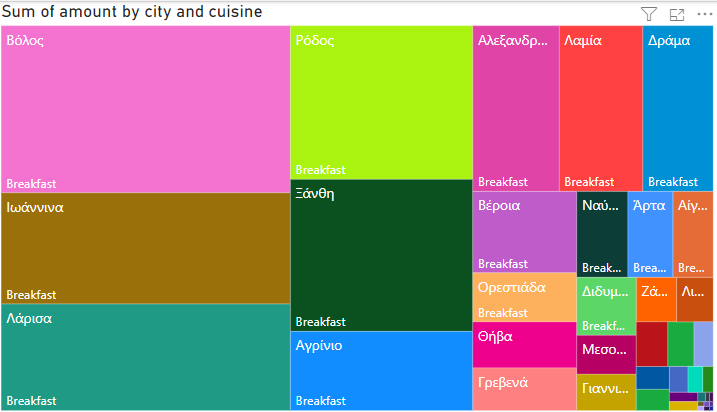 Sum of amount by city and cuisine
Βόλος
Breakfast
Ιωάννινα
Breakfast
Λάρισα
Breakfast
Ρόδος
Breakfast
Ξάνθη
Breakfast
Αγρίνιο
Breakfast
Αλεξανδρ...
Breakfast
Λαμία
Breakfast
Δράμα
Breakfast
Βέροια
Breakfast
Ορεστιάδα
Breakfast
Θήβα
Γρεβενά
Ναύ...
Break...
Άρτα
Brea...
Αίγ...
Bre...
Διδυμ...
Breakf...
Ζά...
Λι...
Μεσο...
Γιαννι...